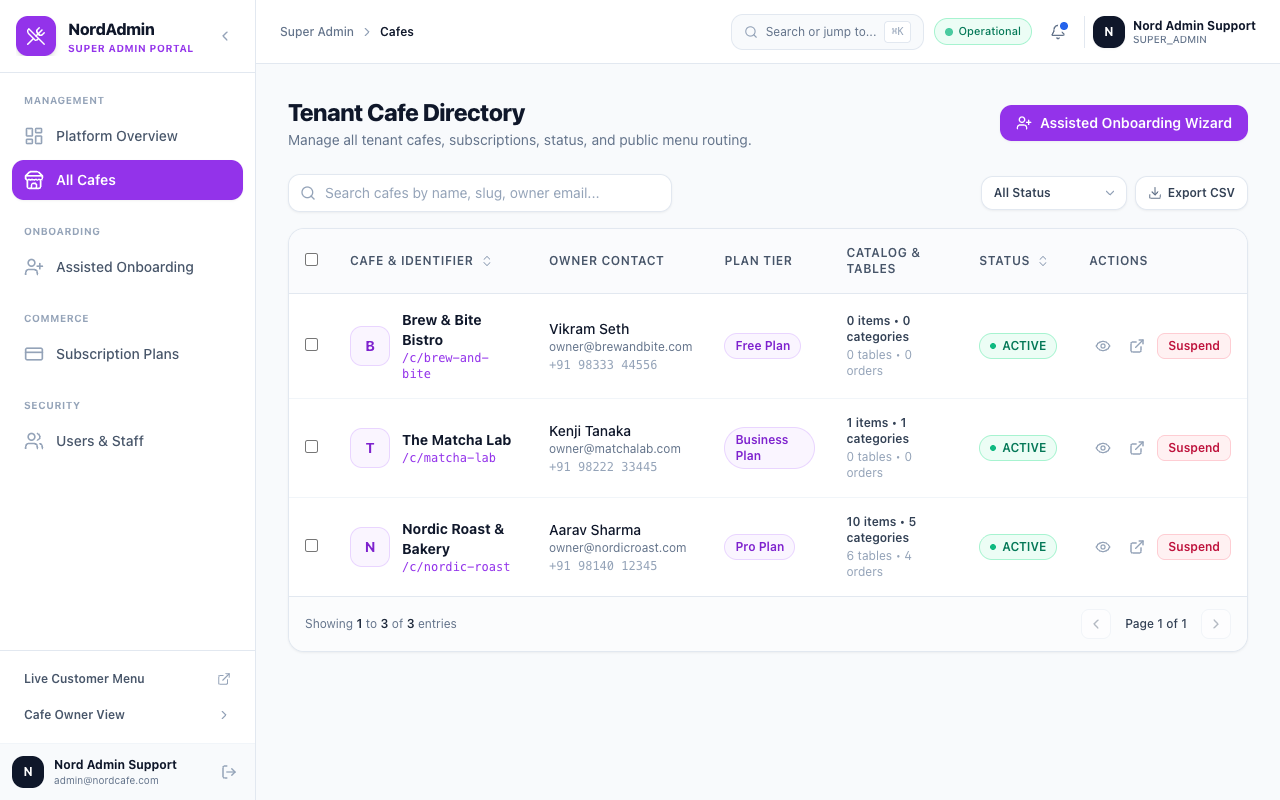 NordAdmin
SUPER ADMIN PORTAL
MANAGEMENT
Platform Overview
All Cafes
ONBOARDING
Assisted Onboarding
COMMERCE
Subscription Plans
SECURITY
Users & Staff
Live Customer Menu
Cafe Owner View
N
Nord Admin Support
admin@nordcafe.com
Super Admin > Cafes
Search or jump to... ⌘K
Operational
N
Nord Admin Support
SUPER_ADMIN
Tenant Cafe Directory
Manage all tenant cafes, subscriptions, status, and public menu routing.
Assisted Onboarding Wizard
Search cafes by name, slug, owner email...
All Status
Export CSV
CAFE & IDENTIFIER
OWNER CONTACT
PLAN TIER
CATALOG &
TABLES
STATUS
ACTIONS
B
Brew & Bite
Bistro
/c/brew-and-
bite
Vikram Seth
owner@brewandbite.com
+91 98333 44556
Free Plan
0 items • 0
categories
0 tables • 0
orders
ACTIVE
Suspend
T
The Matcha Lab
/c/matcha-lab
Kenji Tanaka
owner@matchalab.com
+91 98222 33445
Business
Plan
1 items • 1
categories
0 tables • 0
orders
ACTIVE
Suspend
N
Nordic Roast &
Bakery
/c/nordic-roast
Aarav Sharma
owner@nordicroast.com
+91 98140 12345
Pro Plan
10 items • 5
categories
6 tables • 4
orders
ACTIVE
Suspend
Showing 1 to 3 of 3 entries
Page 1 of 1